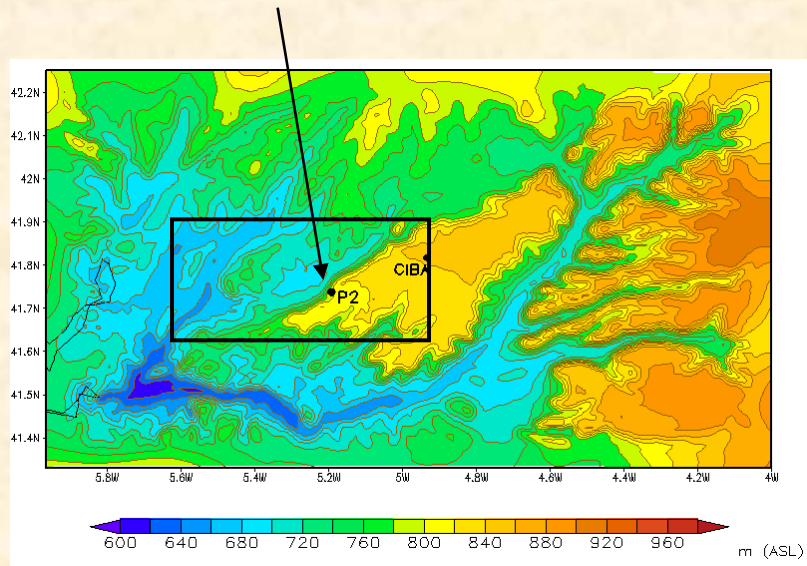 42.2N
42.1N
42N
41.9N
41.8N
41.7N
41.6N
41.5N
41.4N
CIBA
P2
5.8W 5.6W 5.4W 5.2W 5W 4.8W 4.6W 4.4W 4.2W 4W
600 640 680 720 760 800 840 880 920 960
m (ASL)